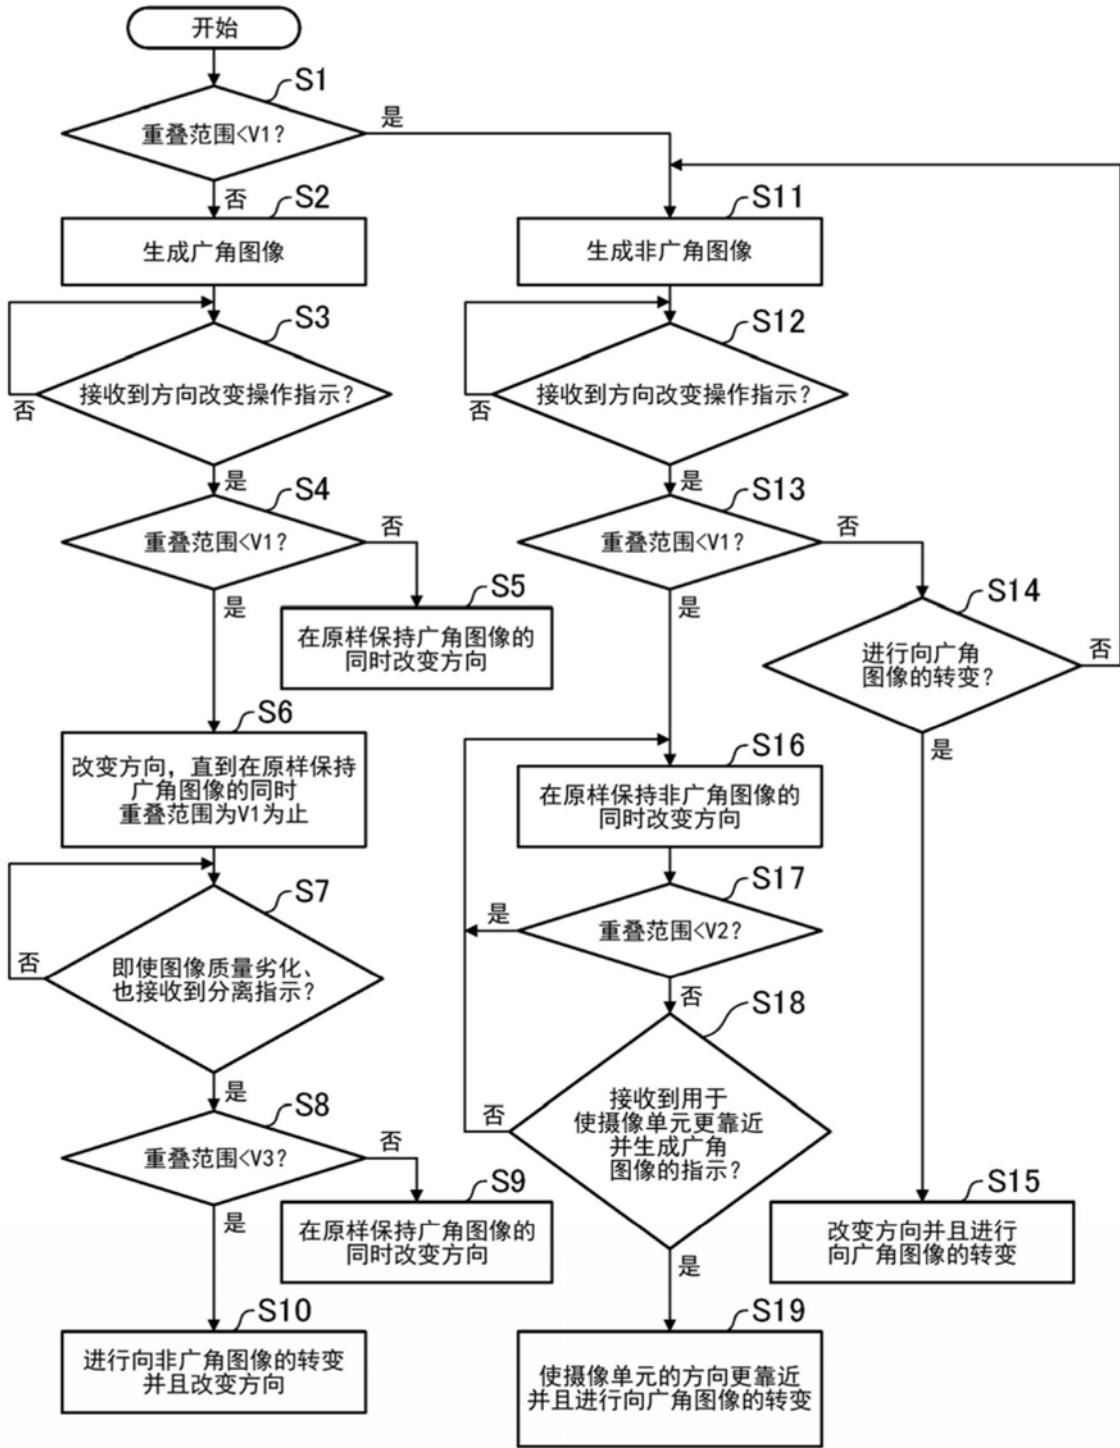 开始
S1
重叠范围<V1?
是
否
S2
生成广角图像
S3
接收到方向改变操作指示?
否
是
S4
重叠范围<V1?
否
是
S5
在原样保持广角图像的
同时改变方向
S6
改变方向，直到在原样保持
广角图像的同时
重叠范围为V1为止
S7
即使图像质量劣化、
也接收到分离指示?
否
是
S8
重叠范围<V3?
否
是
S9
在原样保持广角图像的
同时改变方向
S10
进行向非广角图像的转变
并且改变方向
S11
生成非广角图像
S12
接收到方向改变操作指示?
否
是
S13
重叠范围<V1?
否
是
S14
进行向广角
图像的转变?
否
是
S15
改变方向并且进行
向广角图像的转变
S16
在原样保持非广角图像的
同时改变方向
S17
重叠范围<V2?
是
否
S18
接收到用于
使摄像单元更靠近
并生成广角
图像的指示?
否
是
S19
使摄像单元的方向更靠近
并且进行向广角图像的转变